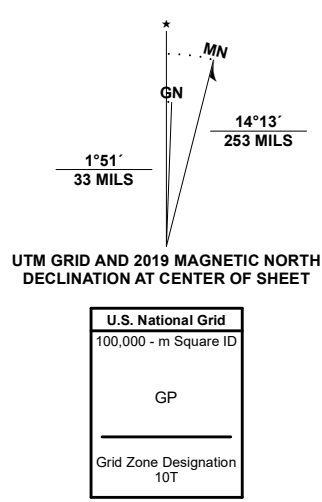 ★
MN
GN
14°13´
253 MILS
1°51´
33 MILS
UTM GRID AND 2019 MAGNETIC NORTH
DECLINATION AT CENTER OF SHEET
U.S. National Grid
100,000 - m Square ID
GP
Grid Zone Designation
10T